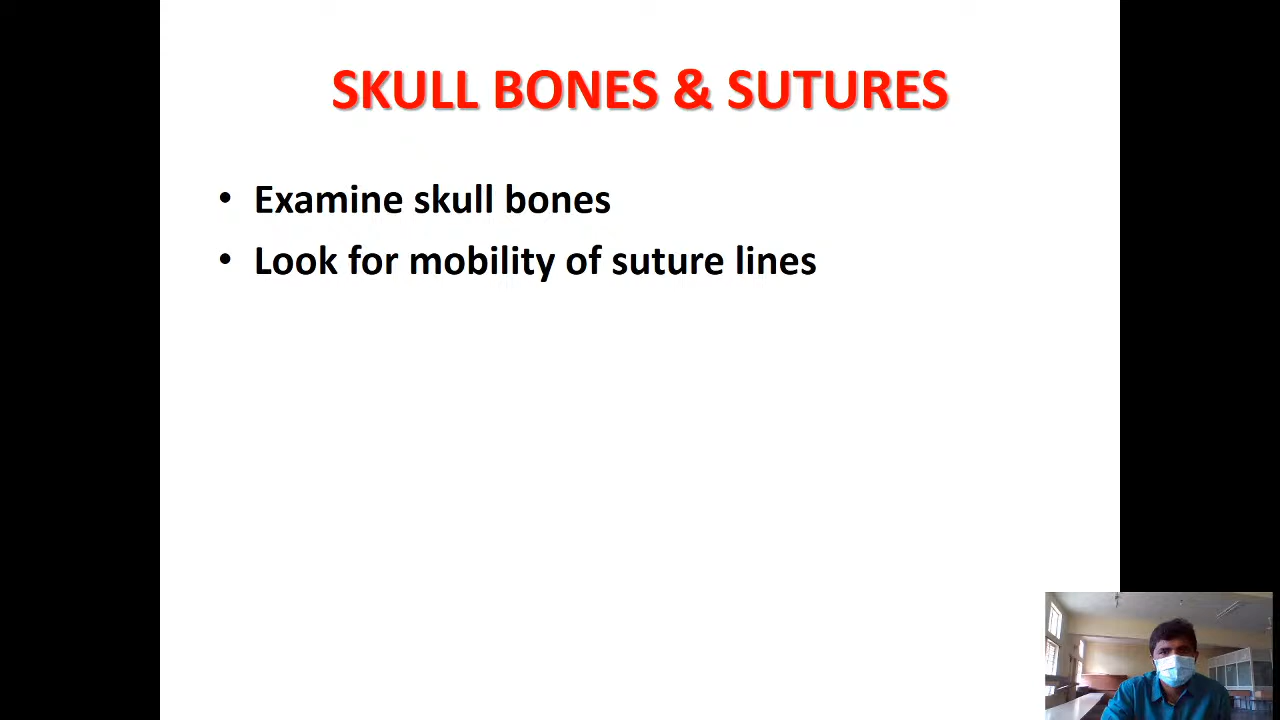 SKULL BONES & SUTURES
• Examine skull bones
• Look for mobility of suture lines